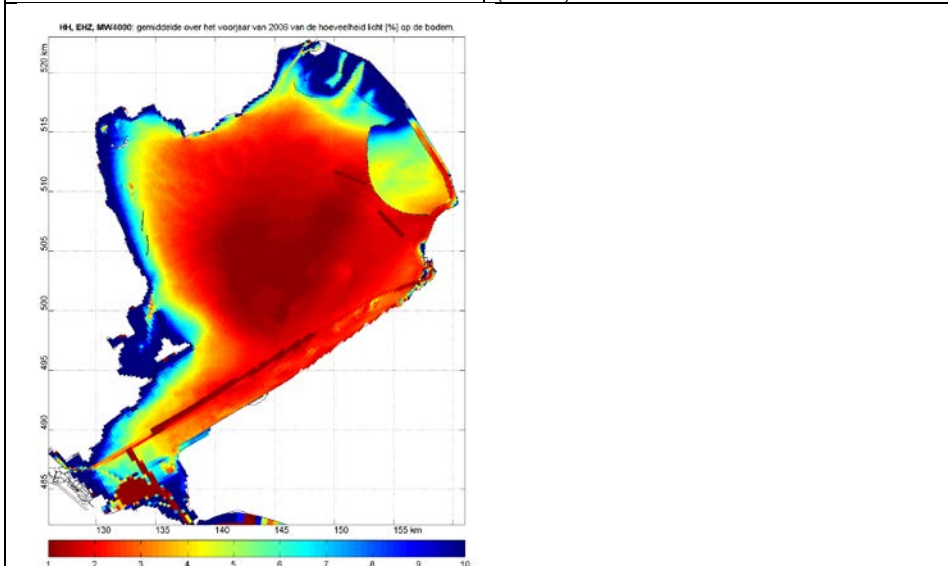 HH, EHZ, MW4000: gemiddelde over het voorjaar van 2006 van de hoeveelheid licht [%] op de bodem.
520 km
515
510
505
500
495
490
485
130 135 140 145 150 155 km
1 2 3 4 5 6 7 8 9 10